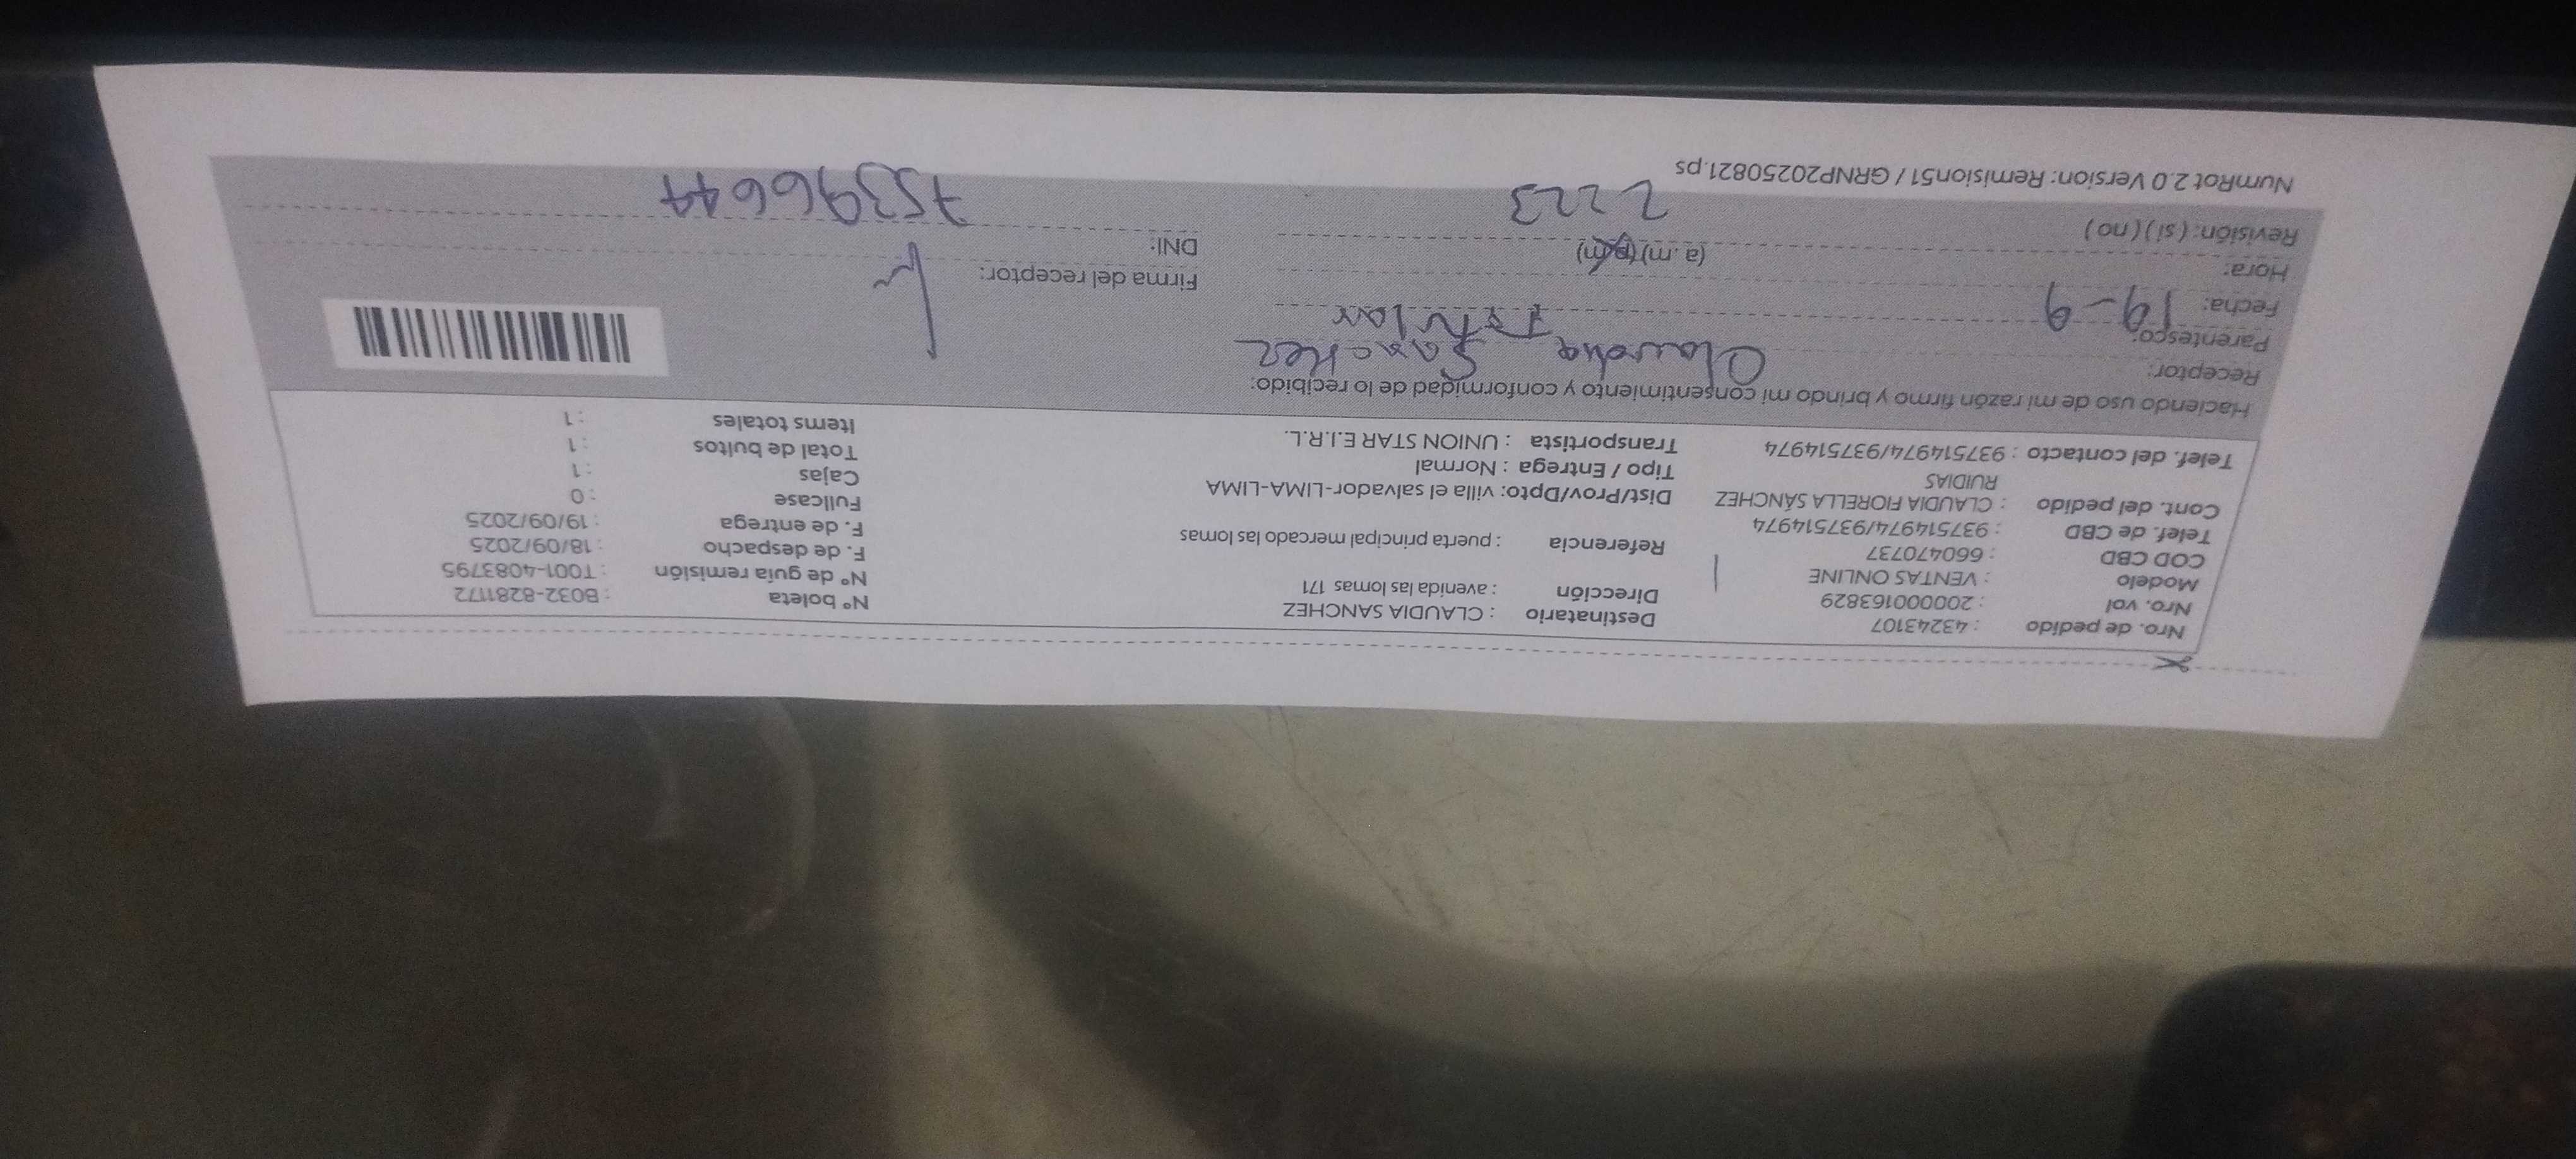 Nro. de pedido : 43243107
Nro. vol : 200000163829
Modelo : VENTAS ONLINE
COD CBD : 660470737
Telef. de CBD : 937514974/937514974
Cont. del pedido : CLAUDIA FIORELLA SÁNCHEZ
RUIDIAS
Telef. del contacto : 937514974/937514974
Destinatario : CLAUDIA SANCHEZ
Dirección : avenida las lomas 171
Referencia : puerta principal mercado las lomas
Dist/Prov/Dpto: villa el salvador-LIMA-LIMA
Tipo / Entrega : Normal
Transportista : UNION STAR E.I.R.L.
N° boleta : B032-8281172
N° de guía remisión : T001-4083795
F. de despacho : 18/09/2025
F. de entrega : 19/09/2025
Fullcase : 0
Cajas : 1
Total de bultos : 1
Items totales : 1
Haciendo uso de mi razón firmo y brindo mi consentimiento y conformidad de lo recibido:
Receptor: Claudia Sanchez
Parentesco: Titular
Fecha: 19-9
Hora: (a.m)(p.m)
Revisión: (si) (no) 2223
Firma del receptor:
DNI: 75396644
NumRot 2.0 Version: Remision51 / GRNP20250821.ps